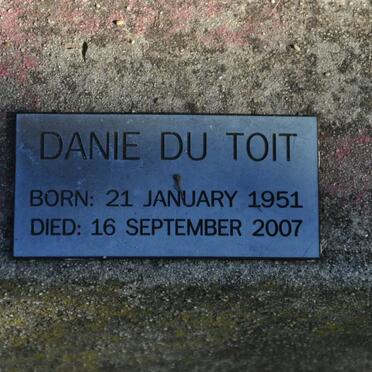 DANIE DU TOIT
BORN: 21 JANUARY 1951
DIED: 16 SEPTEMBER 2007